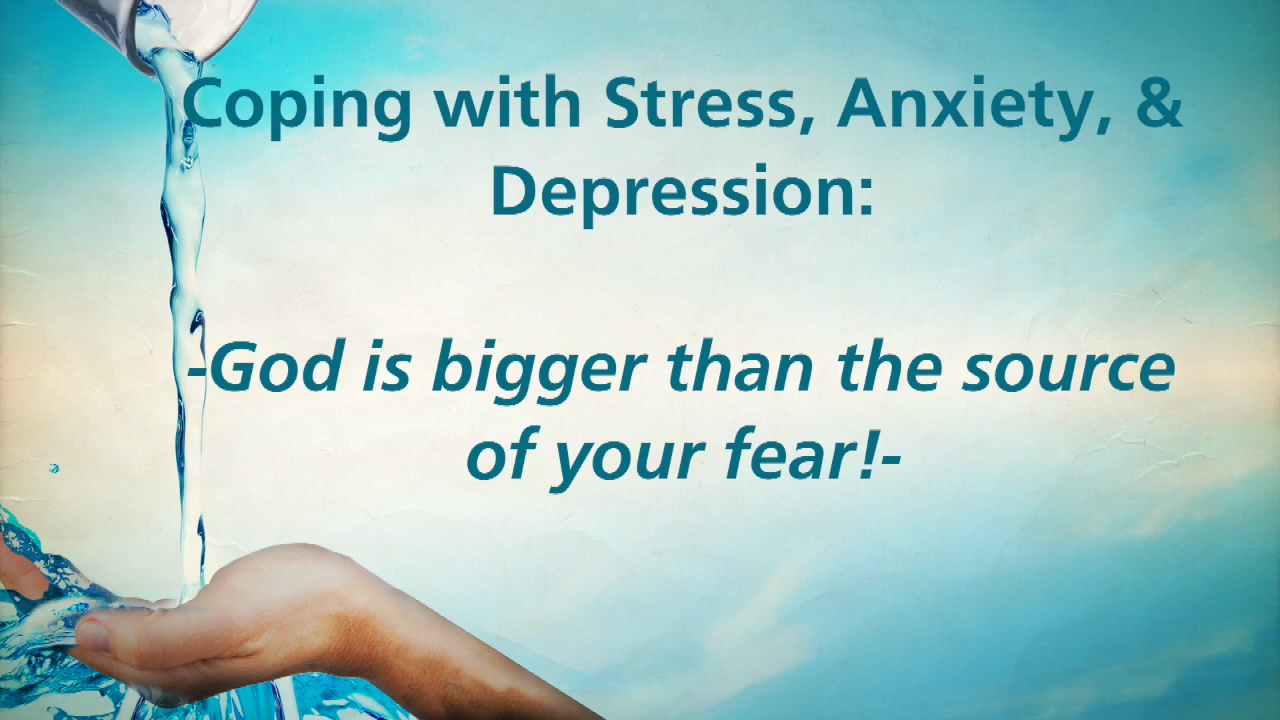 Coping with Stress, Anxiety, &
Depression:
-God is bigger than the source
of your fear!-